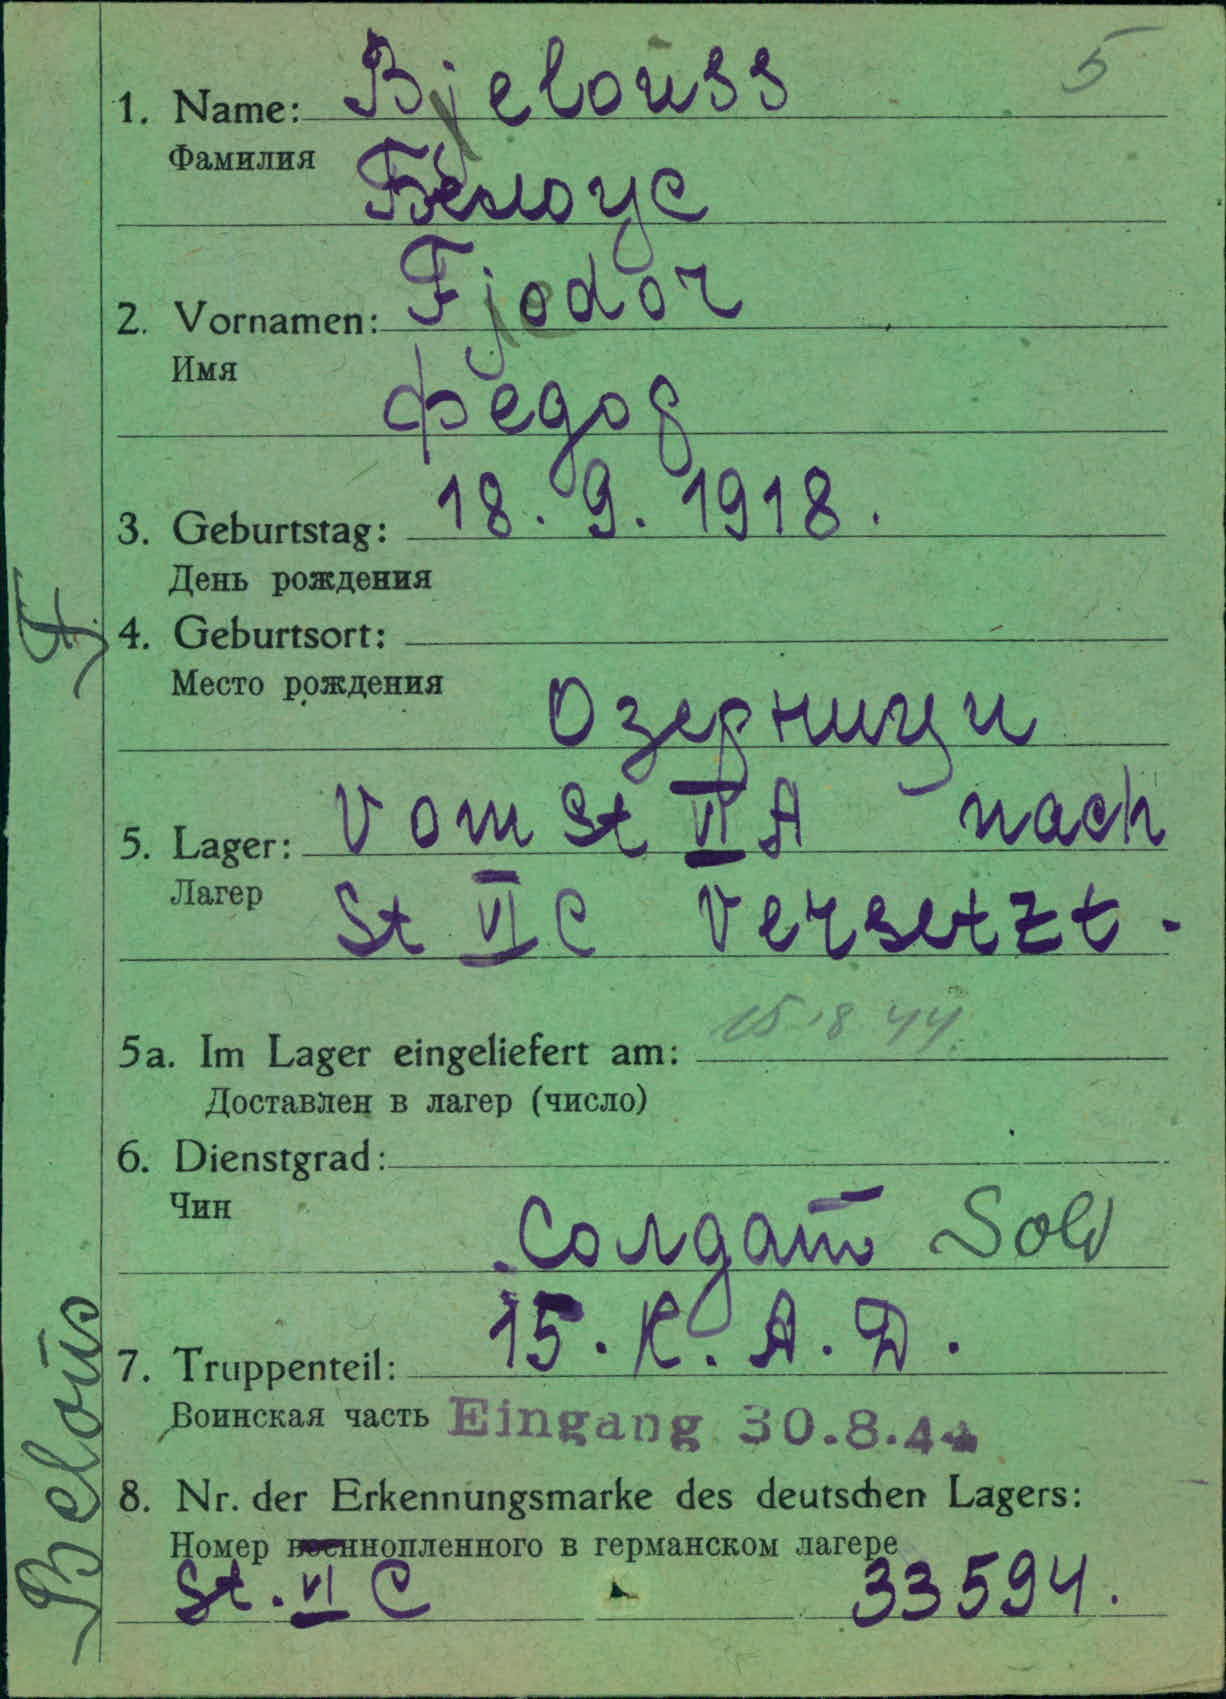 5
1. Name: Bjelouss
Фамилия
Белоус
2. Vornamen: Fjodor
Имя
Федор
3. Geburtstag: 18. 9. 1918.
День рождения
4. Geburtsort:
Место рождения
Озерницы
5. Lager: Vom St VI A nach
Лагер
St VI C versetzt.
5a. Im Lager eingeliefert am: 15.8 44.
Доставлен в лагер (число)
6. Dienstgrad:
Чин
Солдат Sold
7. Truppenteil: 15. К. А. Д.
Воинская часть Eingang 30.8.44
8. Nr. der Erkennungsmarke des deutschen Lagers:
Номер военнопленного в германском лагере
St. VI C 33594.
Beloüs F.